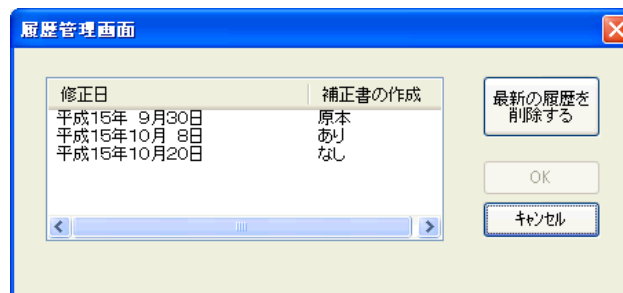 履歴管理画面
修正日 補正書の作成
平成15年 9月30日 原本
平成15年10月 8日 あり
平成15年10月20日 なし
最新の履歴を
削除する
OK
キャンセル